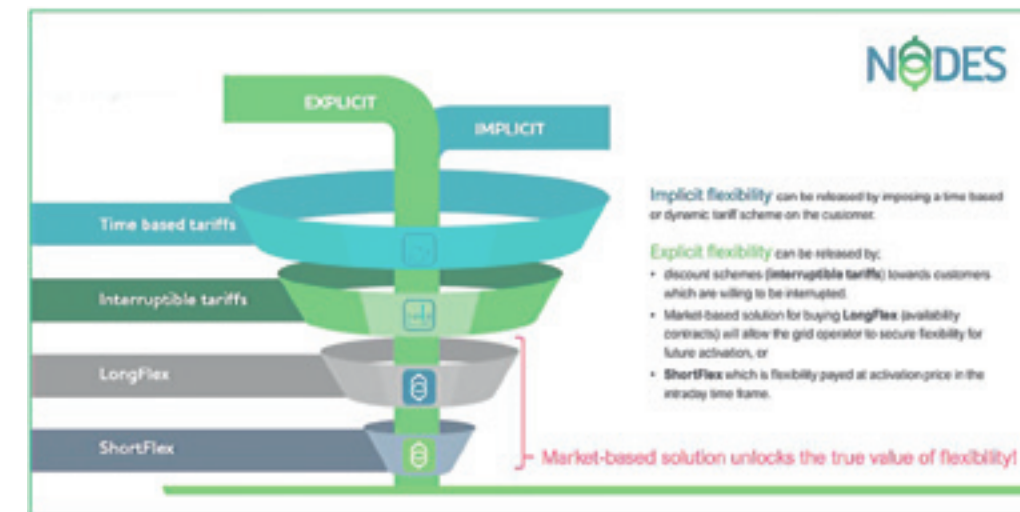 NODES
EXPLICIT
IMPLICIT
Time based tariffs
Interruptible tariffs
LongFlex
ShortFlex
Implicit flexibility can be released by imposing a time based
or dynamic tariff scheme on the customer.
Explicit flexibility can be released by;
• discount schemes (interruptible tariffs) towards customers
which are willing to be interrupted.
• Market-based solution for buying LongFlex (availability
contracts) will allow the grid operator to secure flexibility for
future activation, or
• ShortFlex which is flexibility payed at activation price in the
intraday time frame.
Market-based solution unlocks the true value of flexibility!